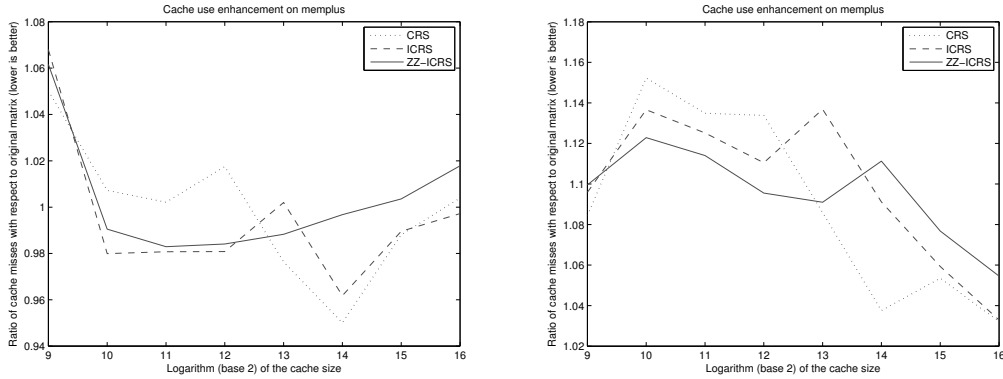 Cache use enhancement on memplus
Ratio of cache misses with respect to original matrix (lower is better)
1.08
1.06
1.04
1.02
1
0.98
0.96
0.94
9 10 11 12 13 14 15 16
Logarithm (base 2) of the cache size
CRS
ICRS
ZZ−ICRS
Cache use enhancement on memplus
Ratio of cache misses with respect to original matrix (lower is better)
1.18
1.16
1.14
1.12
1.1
1.08
1.06
1.04
1.02
9 10 11 12 13 14 15 16
Logarithm (base 2) of the cache size
CRS
ICRS
ZZ−ICRS